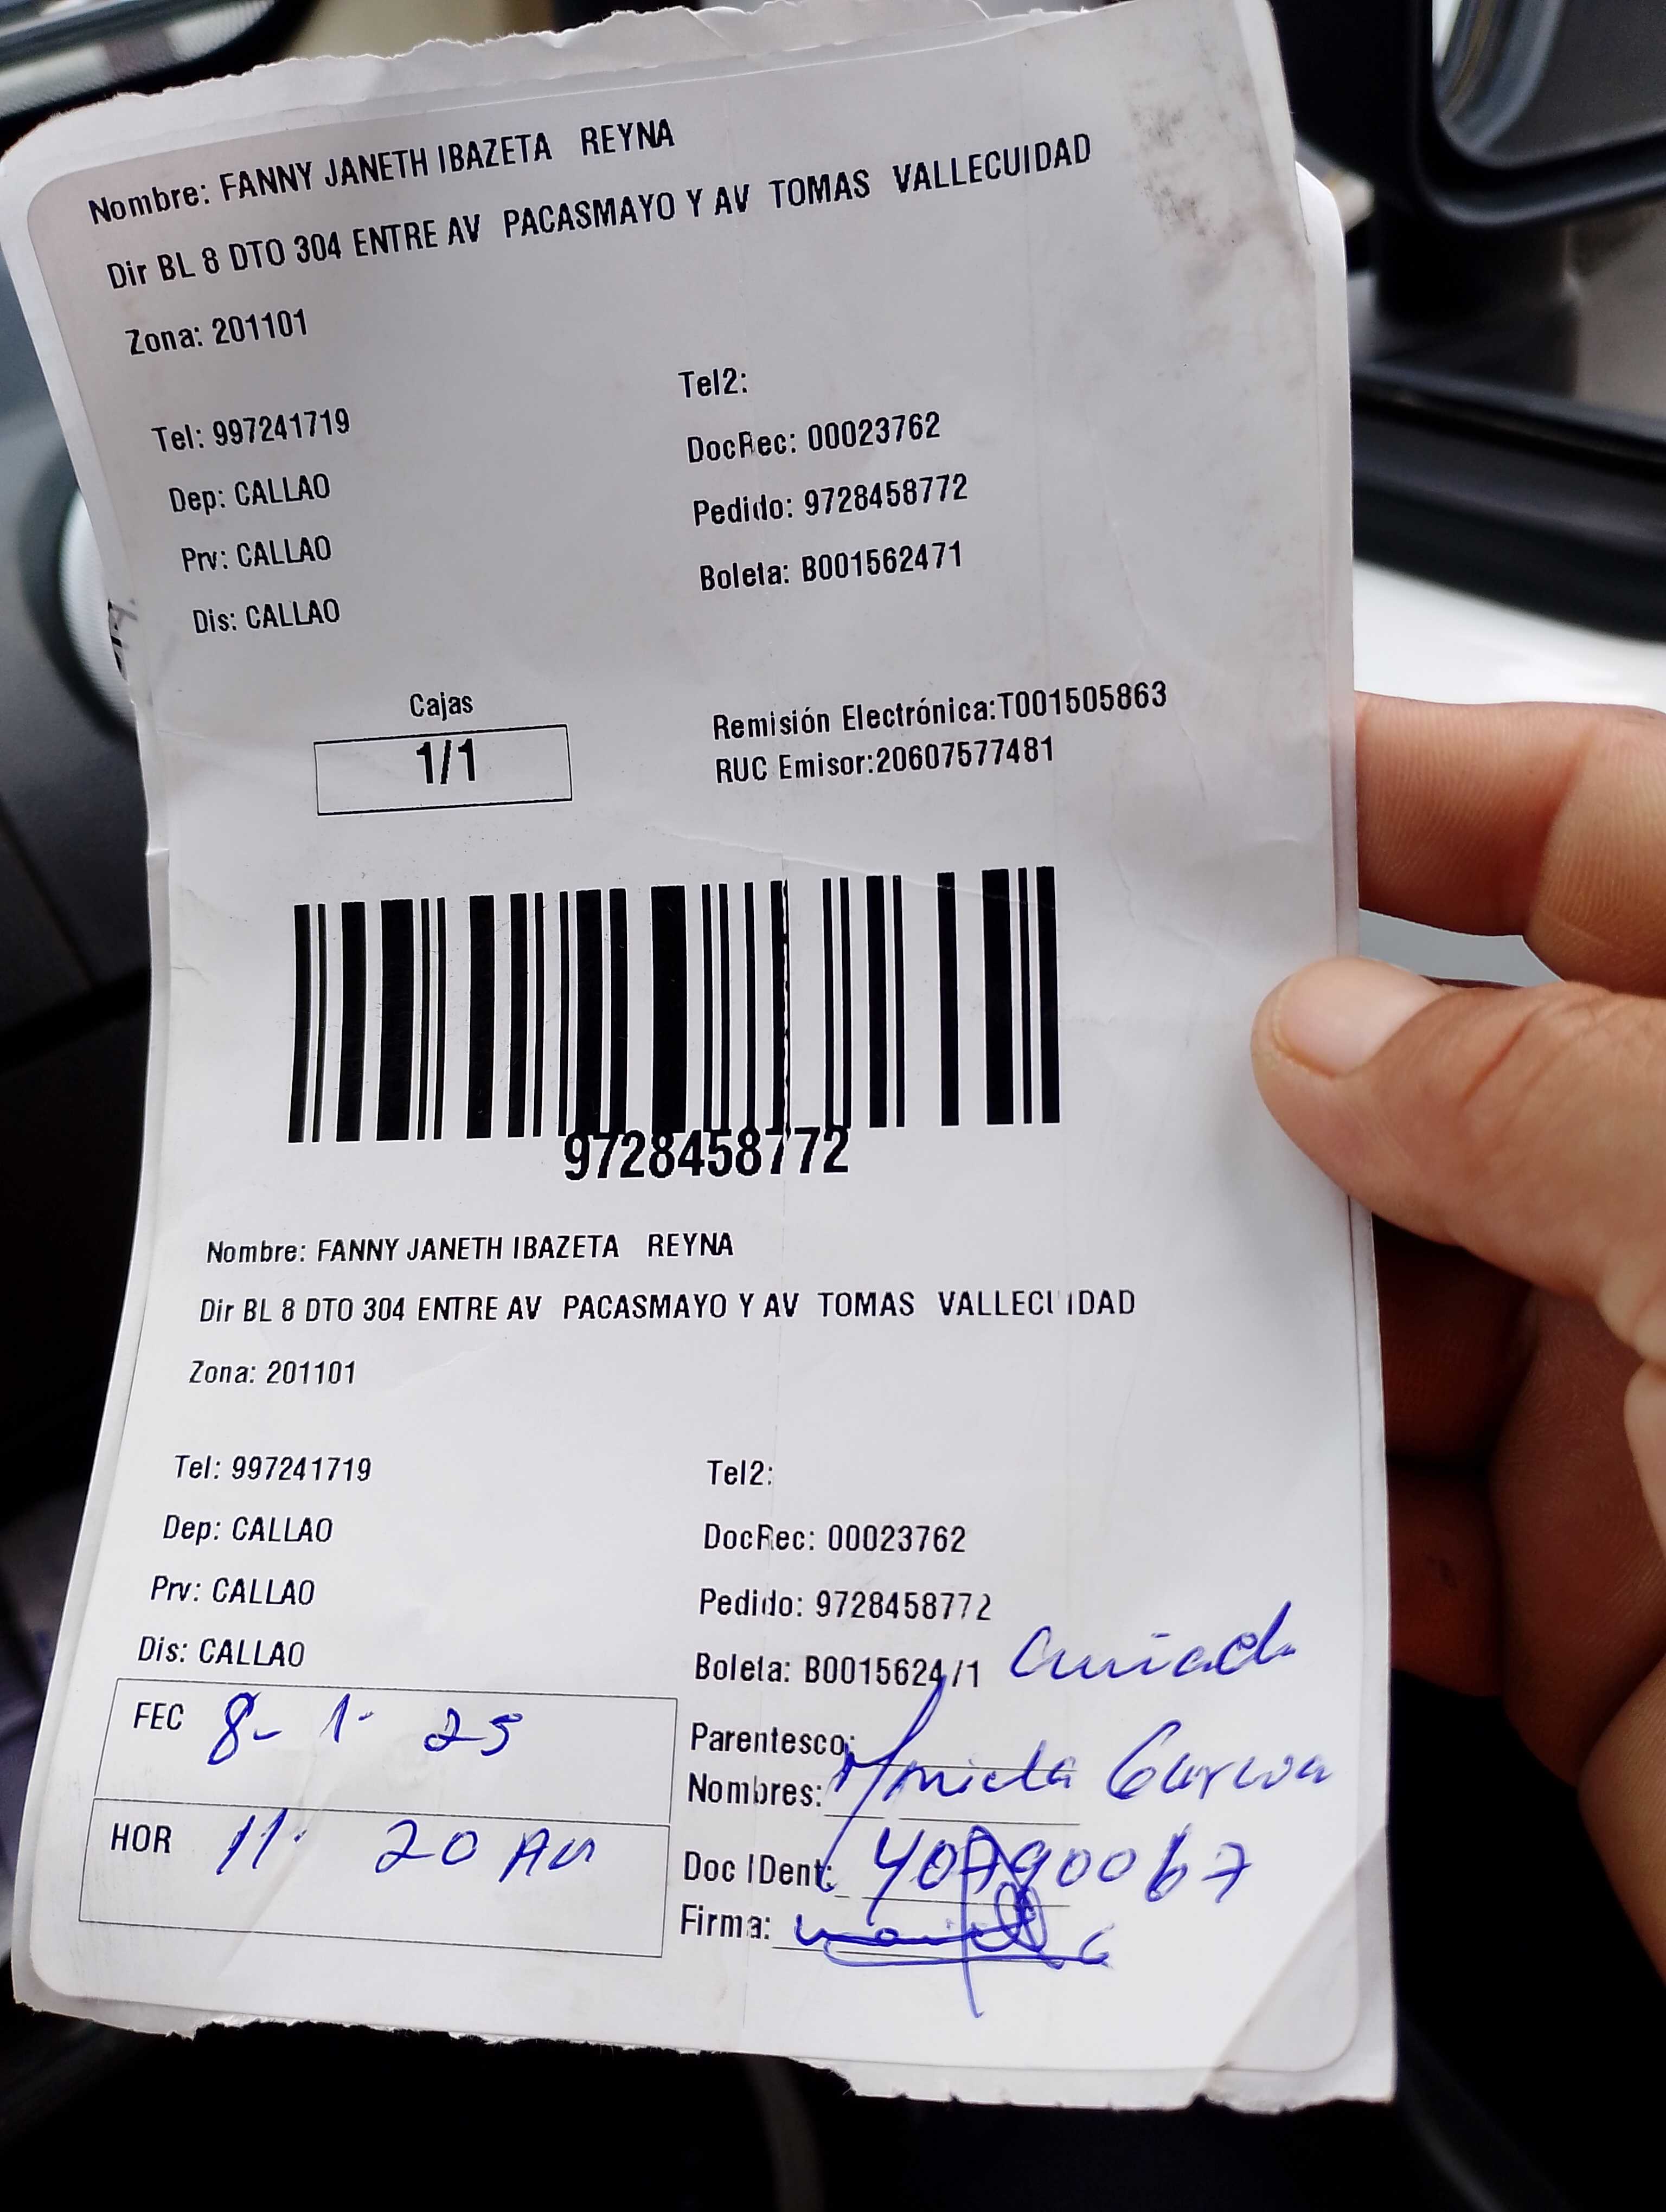 Nombre: FANNY JANETH IBAZETA REYNA
Dir BL 8 DTO 304 ENTRE AV PACASMAYO Y AV TOMAS VALLECUIDAD
Zona: 201101
Tel2:
Tel: 997241719
DocRec: 00023762
Dep: CALLAO
Pedido: 9728458772
Prv: CALLAO
Boleta: B001562471
Dis: CALLAO
Cajas
1/1
Remisión Electrónica:T001505863
RUC Emisor:20607577481
9728458772
Nombre: FANNY JANETH IBAZETA REYNA
Dir BL 8 DTO 304 ENTRE AV PACASMAYO Y AV TOMAS VALLECUIDAD
Zona: 201101
Tel: 997241719 Tel2:
Dep: CALLAO DocRec: 00023762
Prv: CALLAO Pedido: 9728458772
Dis: CALLAO Boleta: B001562471
FEC 8- 1- 25
Parentesco:
Nombres:
HOR 11. 20 AM
Doc IDent:
Firma: